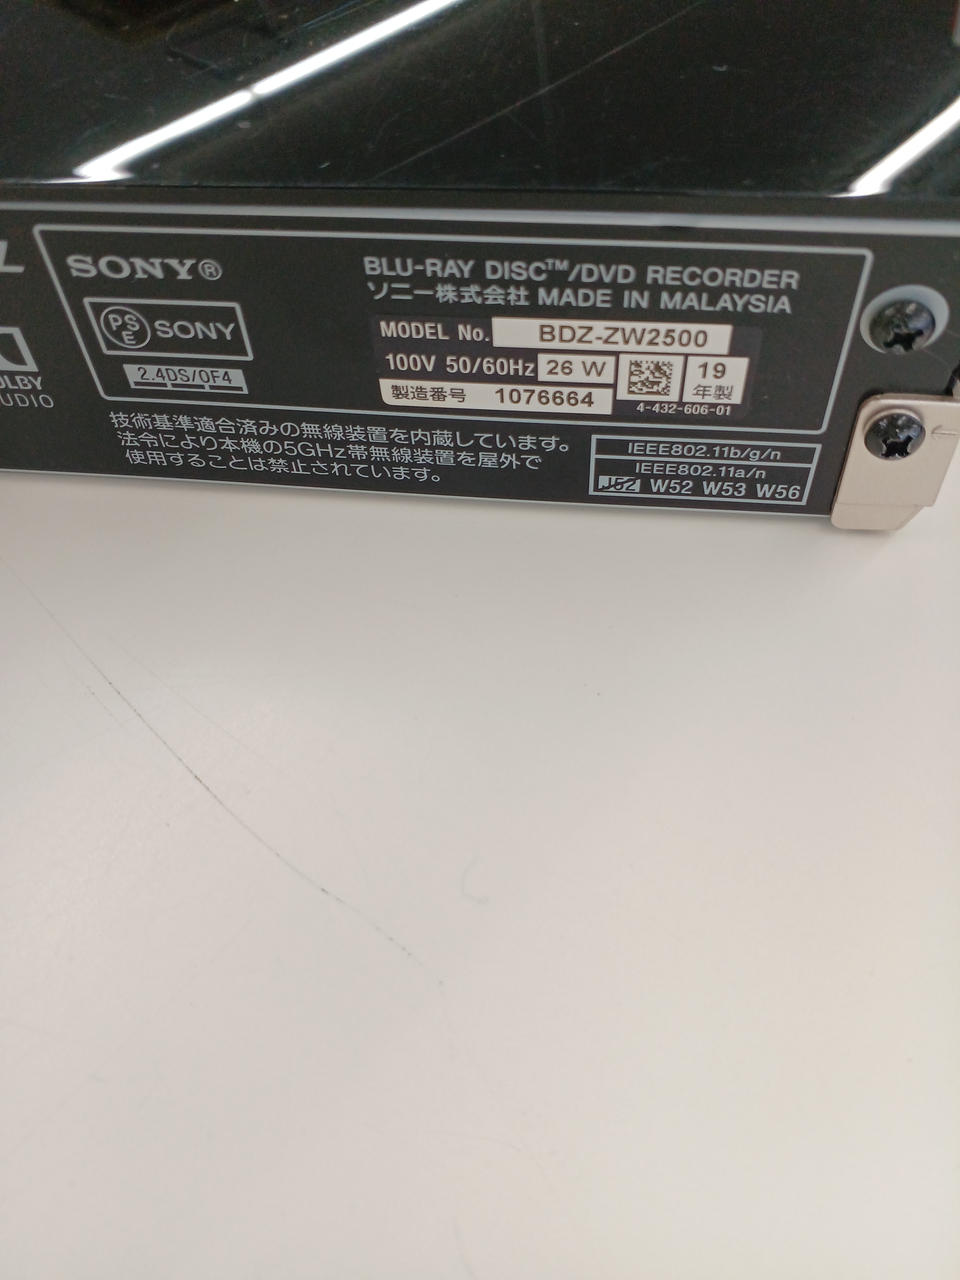 SONY®
BLU-RAY DISC™/DVD RECORDER
ソニー株式会社 MADE IN MALAYSIA
PSE SONY
2.4DS/OF4
MODEL No. BDZ-ZW2500
100V 50/60Hz 26 W
19年製
製造番号 1076664
4-432-606-01
技術基準適合済みの無線装置を内蔵しています。
法令により本機の5GHz帯無線装置を屋外で
使用することは禁止されています。
IEEE802.11b/g/n
IEEE802.11a/n
J52 W52 W53 W56